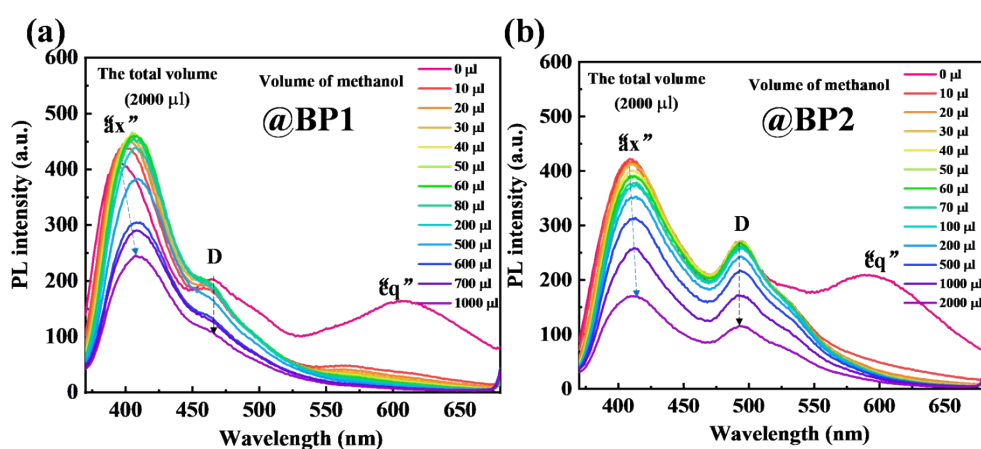 (a)
The total volume
(2000 µl)
Volume of methanol
@BP1
“ax”
D
“eq”
0 µl
10 µl
20 µl
30 µl
40 µl
50 µl
60 µl
80 µl
200 µl
500 µl
600 µl
700 µl
1000 µl
600
500
400
300
200
100
0
PL intensity (a.u.)
400
450
500
550
600
650
Wavelength (nm)
(b)
The total volume
(2000 µl)
Volume of methanol
@BP2
“ax”
D
“eq”
0 µl
10 µl
20 µl
30 µl
40 µl
50 µl
60 µl
70 µl
100 µl
200 µl
500 µl
1000 µl
2000 µl
600
500
400
300
200
100
0
PL intensity (a.u.)
400
450
500
550
600
650
Wavelength (nm)